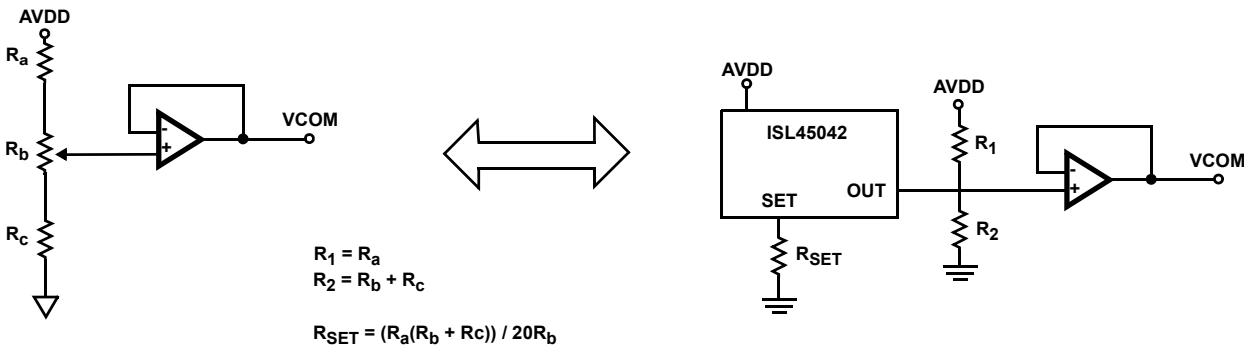 AVDD
Ra
Rb
Rc
-
+
VCOM
R1 = Ra
R2 = Rb + Rc
RSET = (Ra(Rb + Rc)) / 20Rb
AVDD
ISL45042
SET
OUT
RSET
AVDD
R1
R2
-
+
VCOM